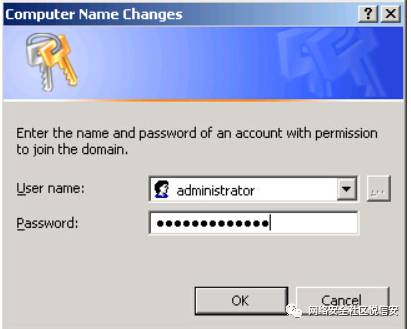 Computer Name Changes
Enter the name and password of an account with permission
to join the domain.
User name:
administrator
...
Password:
●●●●●●●●●●●●●
OK
Cancel
网络安全社区悦信安